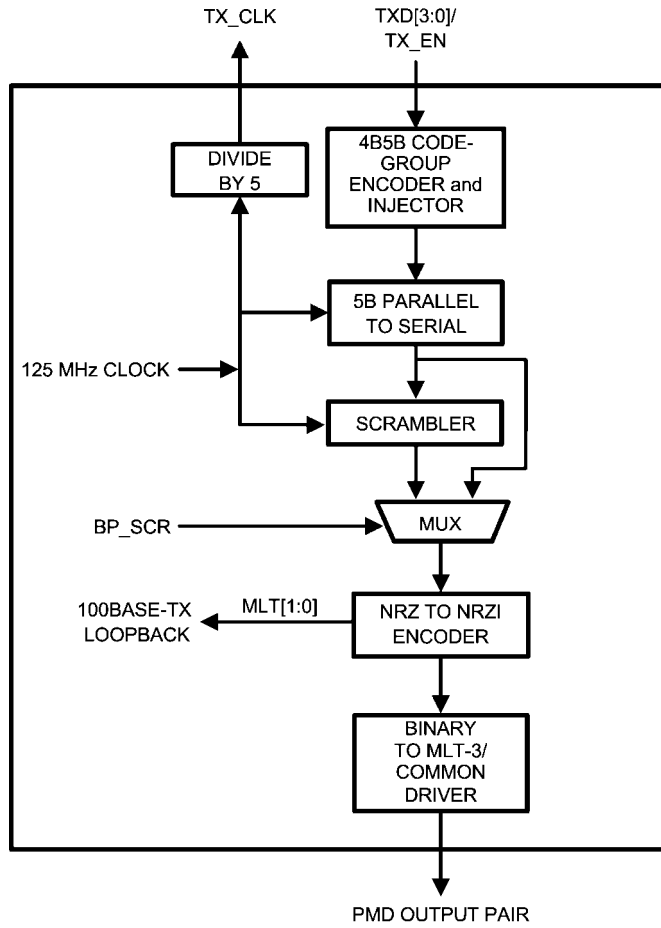 TX_CLK
TXD[3:0]/
TX_EN
DIVIDE
BY 5
4B5B CODE-
GROUP
ENCODER and
INJECTOR
5B PARALLEL
TO SERIAL
125 MHz CLOCK
SCRAMBLER
BP_SCR
MUX
100BASE-TX
LOOPBACK
MLT[1:0]
NRZ TO NRZI
ENCODER
BINARY
TO MLT-3/
COMMON
DRIVER
PMD OUTPUT PAIR